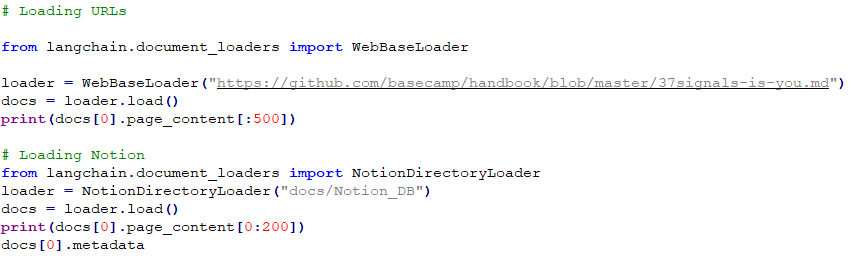 # Loading URLs
from langchain.document_loaders import WebBaseLoader
loader = WebBaseLoader("https://github.com/basecamp/handbook/blob/master/37signals-is-you.md")
docs = loader.load()
print(docs[0].page_content[:500])
# Loading Notion
from langchain.document_loaders import NotionDirectoryLoader
loader = NotionDirectoryLoader("docs/Notion_DB")
docs = loader.load()
print(docs[0].page_content[0:200])
docs[0].metadata